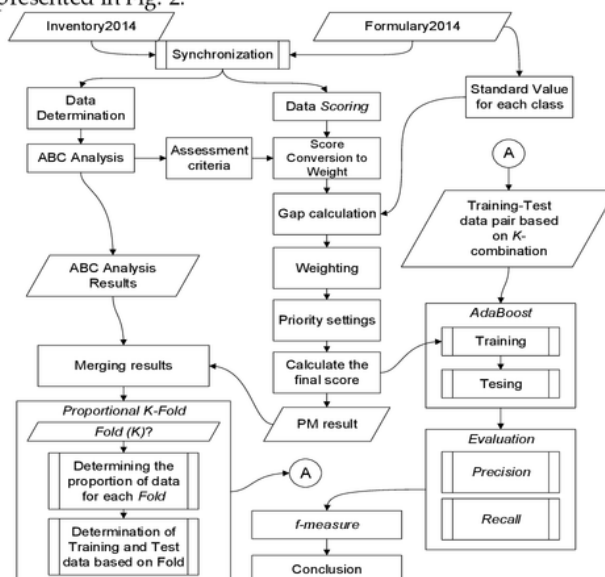 presented in Fig. 2.
Inventory2014
Formulary2014
Synchronization
Data
Determination
Data Scoring
Standard Value
for each class
ABC Analysis
Assessment
criteria
Score
Conversion to
Weight
A
Gap calculation
Training-Test
data pair based
on K-
combination
ABC Analysis
Results
Weighting
Priority settings
AdaBoost
Training
Tesing
Merging results
Calculate the
final score
PM result
Proportional K-Fold
Fold (K)?
Determining the
proportion of data
for each Fold
Determination of
Training and Test
data based on Fold
A
Evaluation
Precision
Recall
f-measure
Conclusion